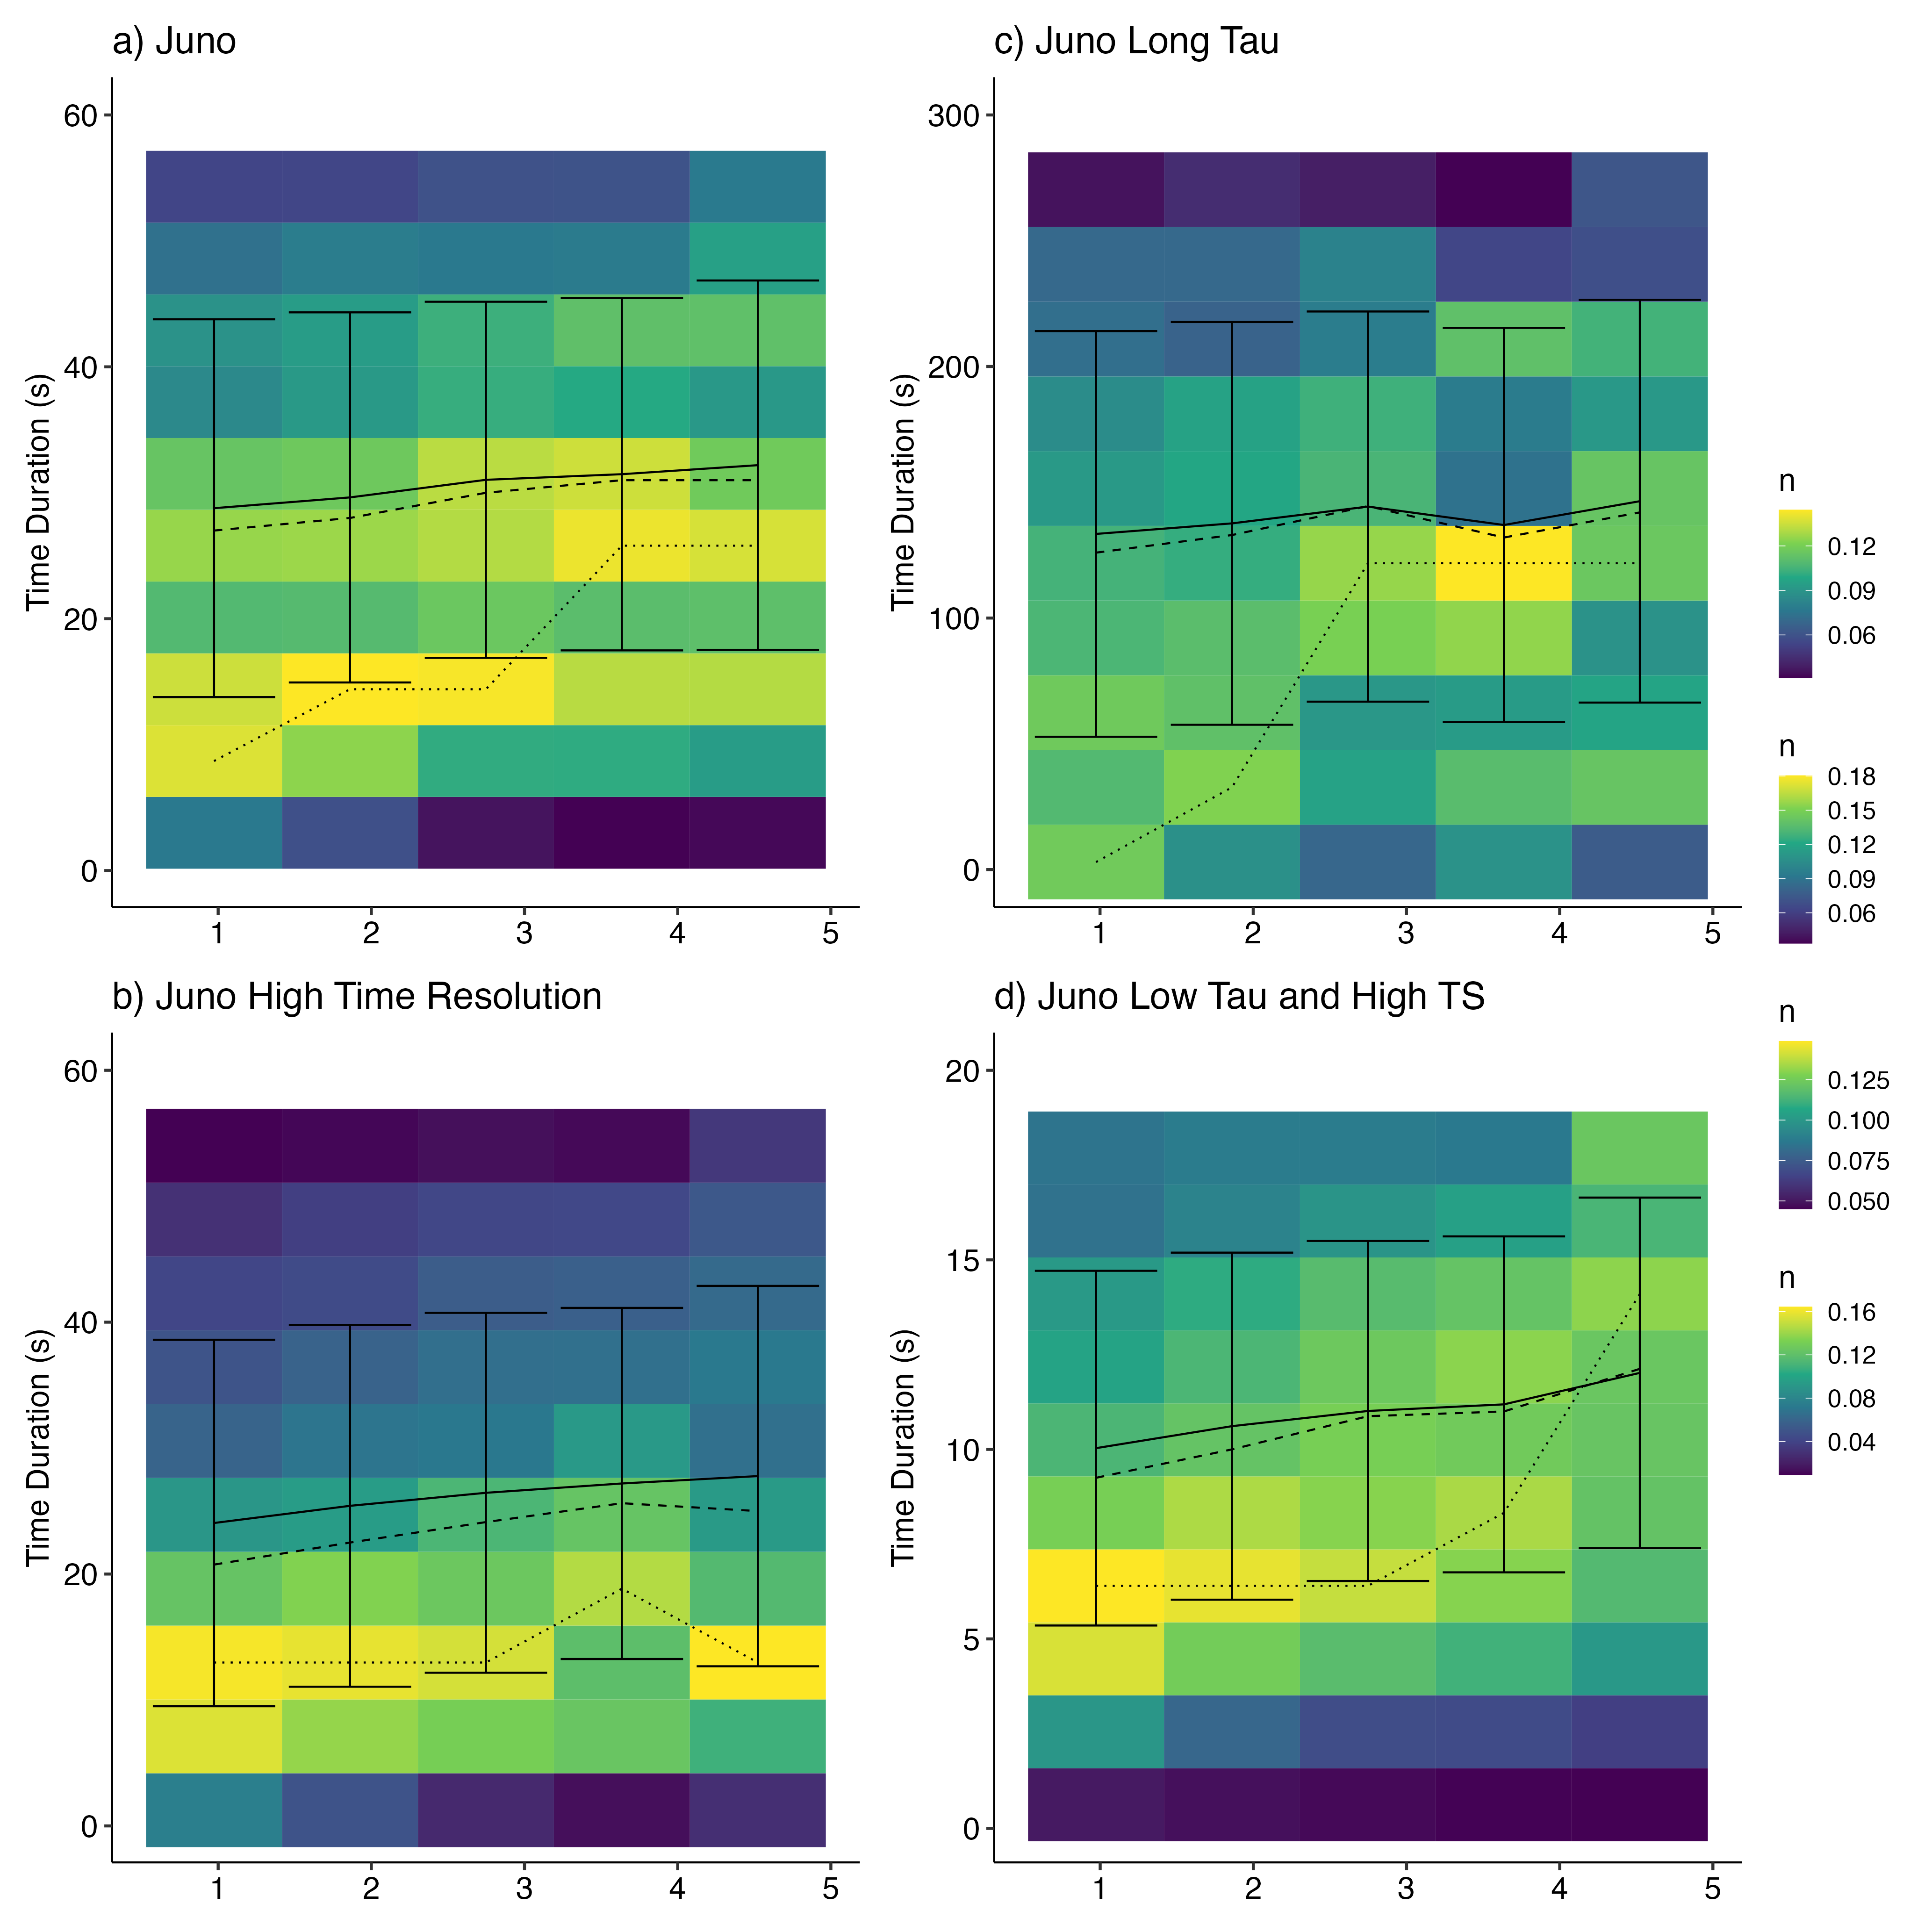 a) Juno
Time Duration (s)
60
40
20
0
1 2 3 4 5
c) Juno Long Tau
Time Duration (s)
300
200
100
0
1 2 3 4 5
b) Juno High Time Resolution
Time Duration (s)
60
40
20
0
1 2 3 4 5
d) Juno Low Tau and High TS
Time Duration (s)
20
15
10
5
0
1 2 3 4 5
n
0.12
0.09
0.06
n
0.18
0.15
0.12
0.09
0.06
n
0.125
0.100
0.075
0.050
n
0.16
0.12
0.08
0.04